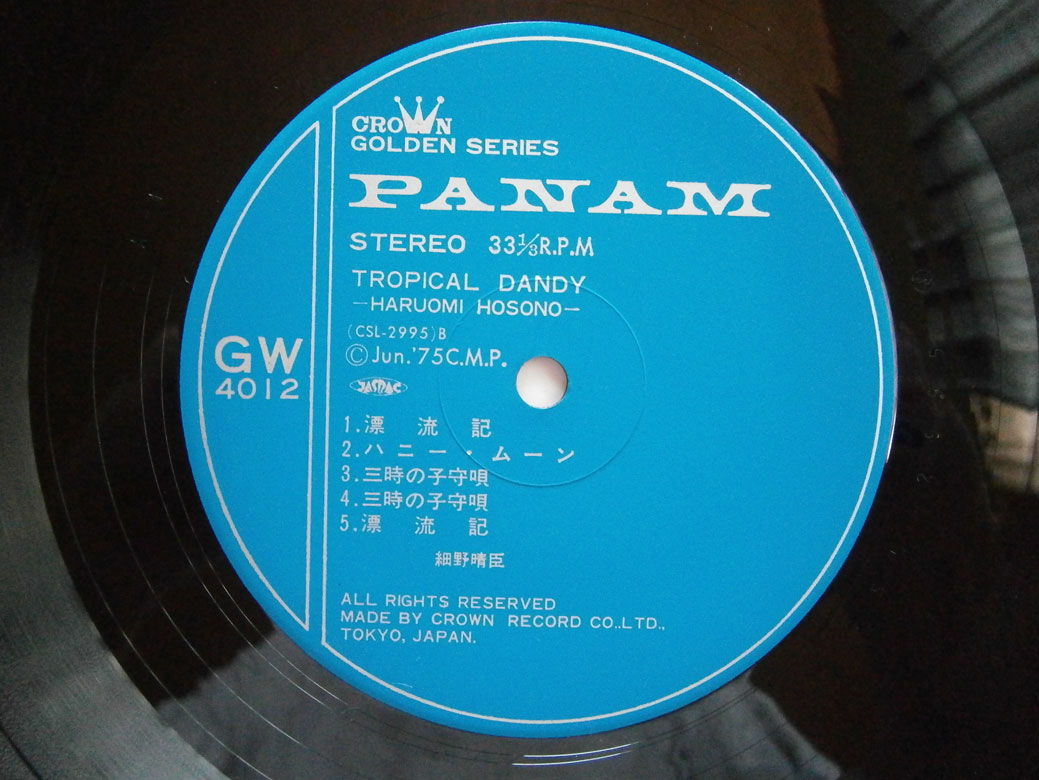 CROWN
GOLDEN SERIES
PANAM
STEREO 33⅓R.P.M
TROPICAL DANDY
—HARUOMI HOSONO—
(CSL-2995)B
©Jun.'75C.M.P.
JASRAC
GW
4012
1.漂流記
2.ハニー・ムーン
3.三時の子守唄
4.三時の子守唄
5.漂流記
細野晴臣
ALL RIGHTS RESERVED
MADE BY CROWN RECORD CO.,LTD.,
TOKYO, JAPAN.